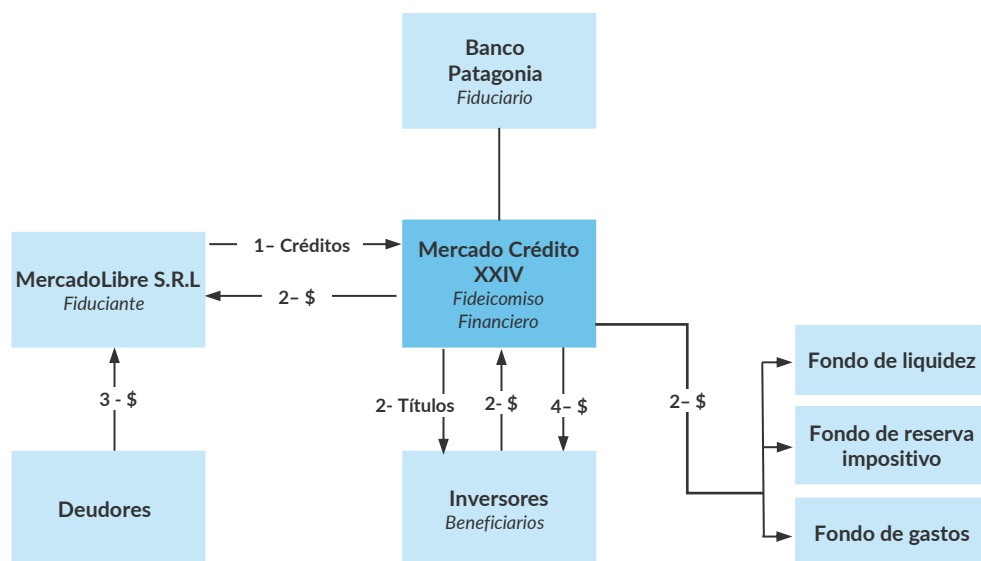 Banco
Patagonia
Fiduciario
1– Créditos
Mercado Crédito
XXIV
Fideicomiso
Financiero
MercadoLibre S.R.L
Fiduciante
2– $
3 - $
2- Títulos
2- $
4– $
2– $
Fondo de liquidez
Fondo de reserva
impositivo
Fondo de gastos
Deudores
Inversores
Beneficiarios